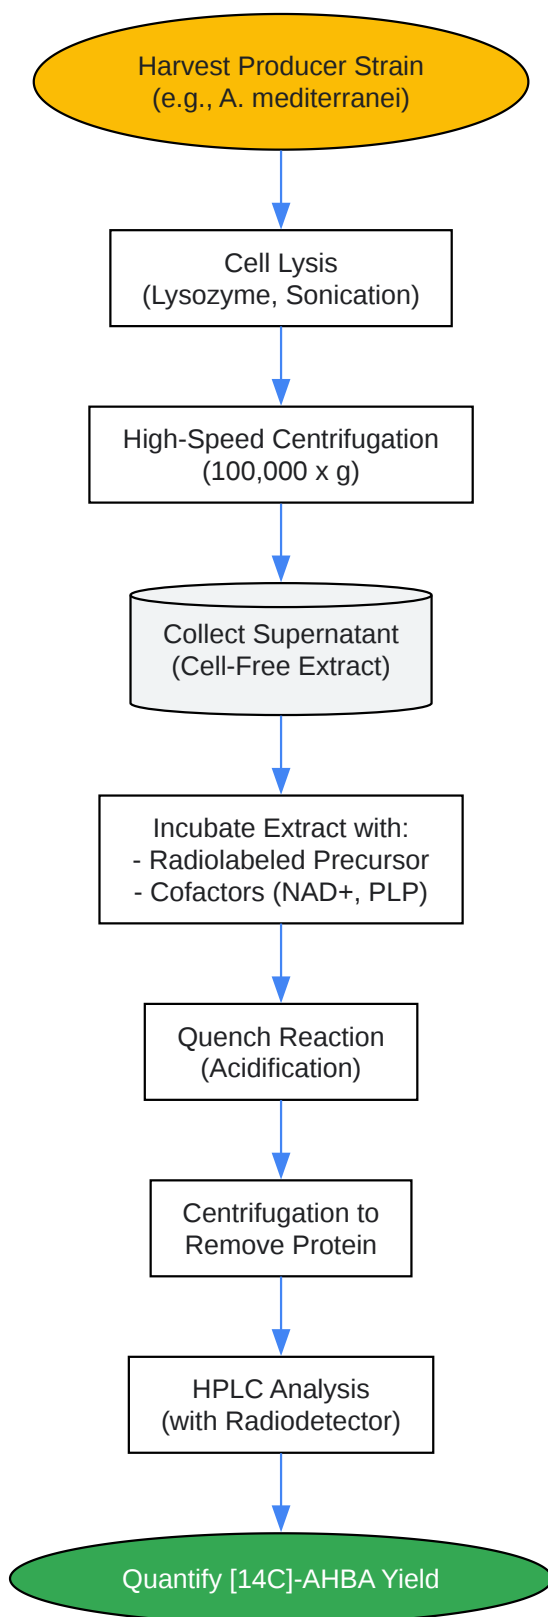 Harvest Producer Strain
(e.g., A. mediterranei)
Cell Lysis
(Lysozyme, Sonication)
High-Speed Centrifugation
(100,000 x g)
Collect Supernatant
(Cell-Free Extract)
Incubate Extract with:
- Radiolabeled Precursor
- Cofactors (NAD+, PLP)
Quench Reaction
(Acidification)
Centrifugation to
Remove Protein
HPLC Analysis
(with Radiodetector)
Quantify [14C]-AHBA Yield